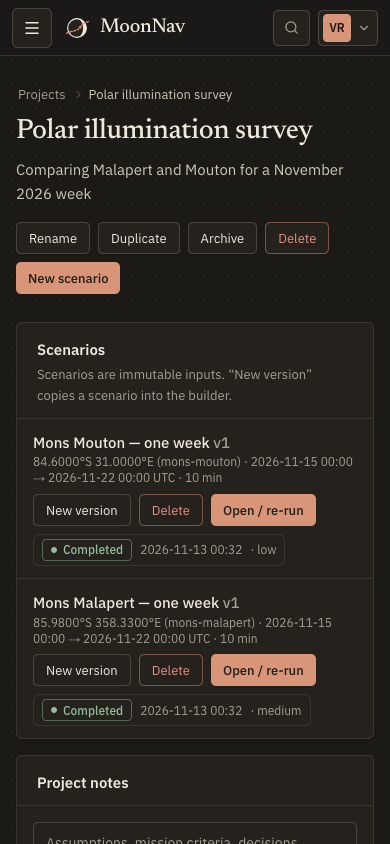 MoonNav
VR
Projects
Polar illumination survey
Polar illumination survey
Comparing Malapert and Mouton for a November
2026 week
Rename
Duplicate
Archive
Delete
New scenario
Scenarios
Scenarios are immutable inputs. “New version”
copies a scenario into the builder.
Mons Mouton — one week v1
84.6000°S 31.0000°E (mons-mouton) · 2026-11-15 00:00
→ 2026-11-22 00:00 UTC · 10 min
New version
Delete
Open / re-run
Completed 2026-11-13 00:32 · low
Mons Malapert — one week v1
85.9800°S 358.3300°E (mons-malapert) · 2026-11-15
00:00 → 2026-11-22 00:00 UTC · 10 min
New version
Delete
Open / re-run
Completed 2026-11-13 00:32 · medium
Project notes
Assumptions, mission criteria, decisions